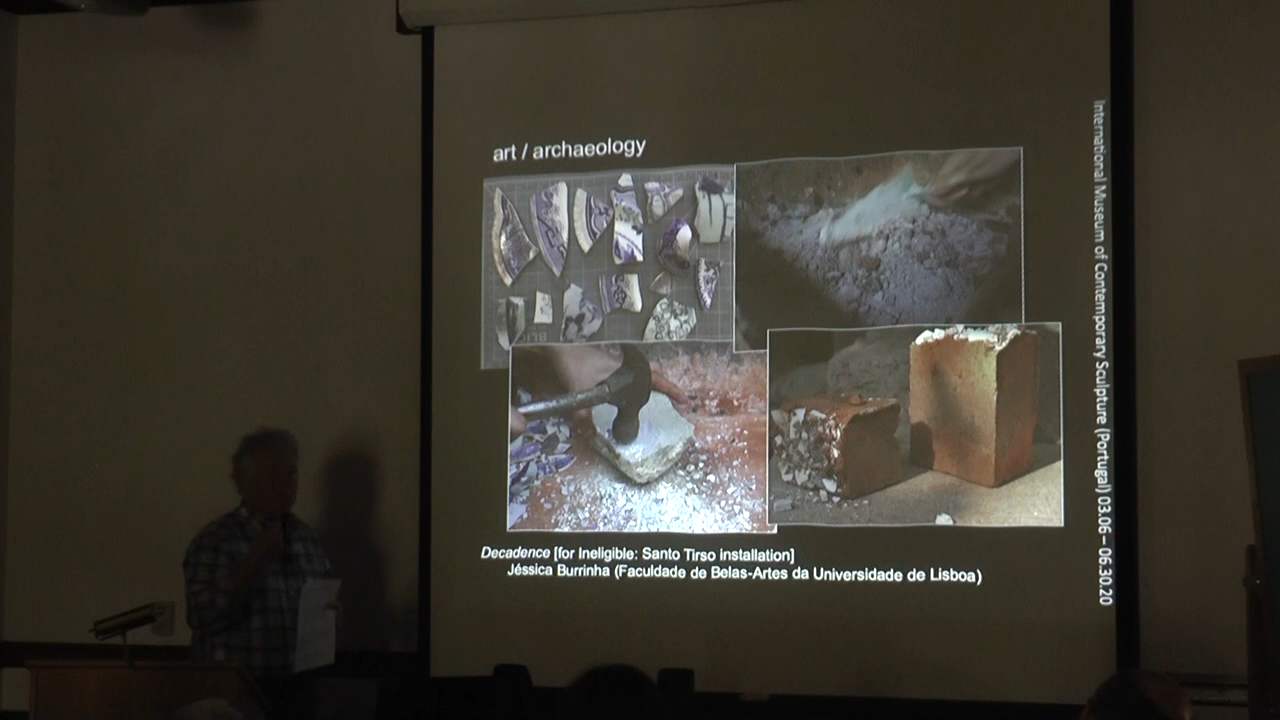 art / archaeology
Decadence [for Ineligible: Santo Tirso installation]
Jéssica Burrinha (Faculdade de Belas-Artes da Universidade de Lisboa)
International Museum of Contemporary Sculpture (Portugal) 03.06 – 06.30.20